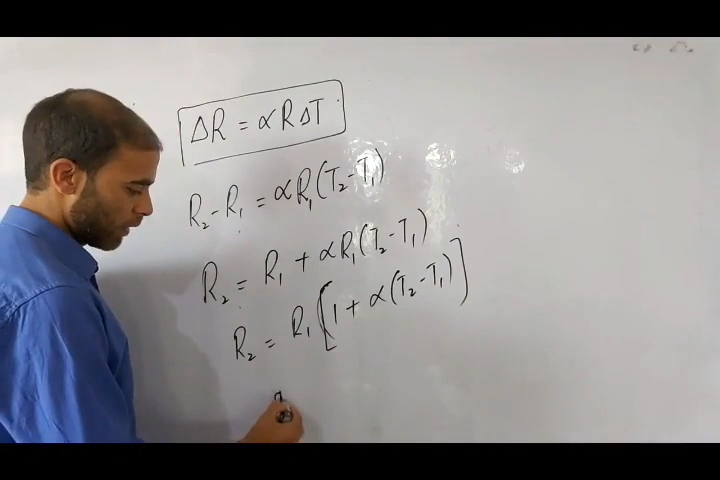 ΔR = αRΔT
R₂-R₁ = αR₁(T₂-T₁)
R₂ = R₁ + αR₁(T₂-T₁)
R₂ = R₁[1 + α(T₂-T₁)]